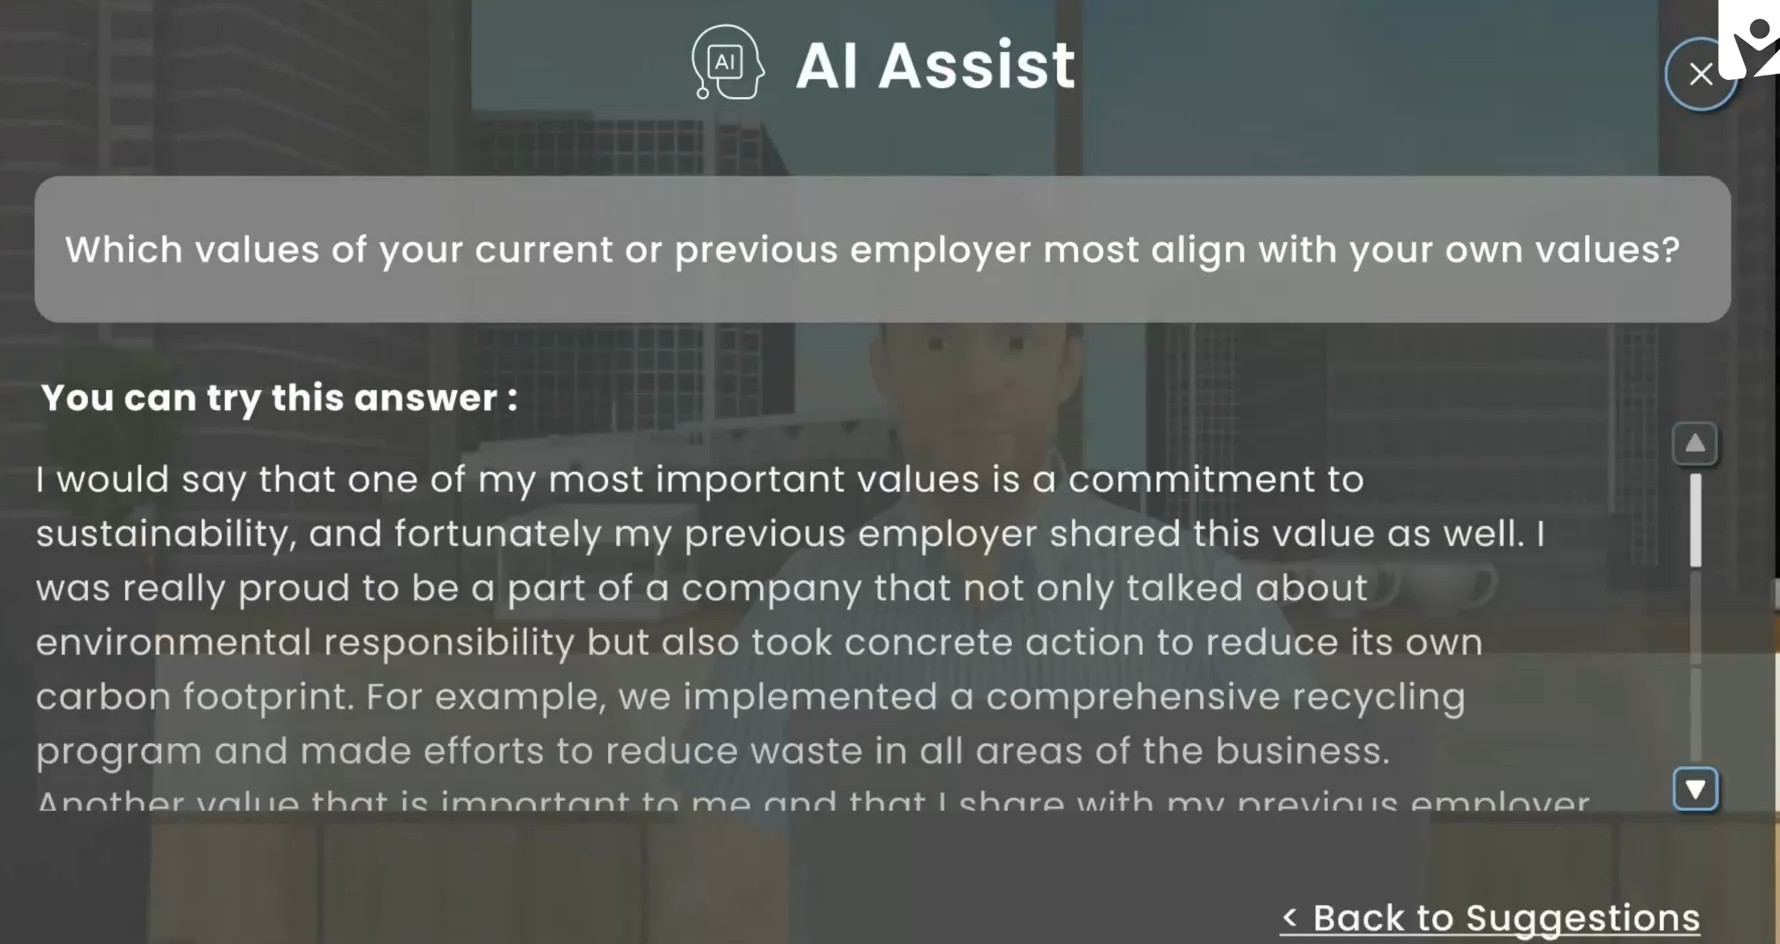 AI
AI Assist
Which values of your current or previous employer most align with your own values?
You can try this answer :
I would say that one of my most important values is a commitment to
sustainability, and fortunately my previous employer shared this value as well. I
was really proud to be a part of a company that not only talked about
environmental responsibility but also took concrete action to reduce its own
carbon footprint. For example, we implemented a comprehensive recycling
program and made efforts to reduce waste in all areas of the business.
Another value that is important to me and that I share with my previous employer
< Back to Suggestions